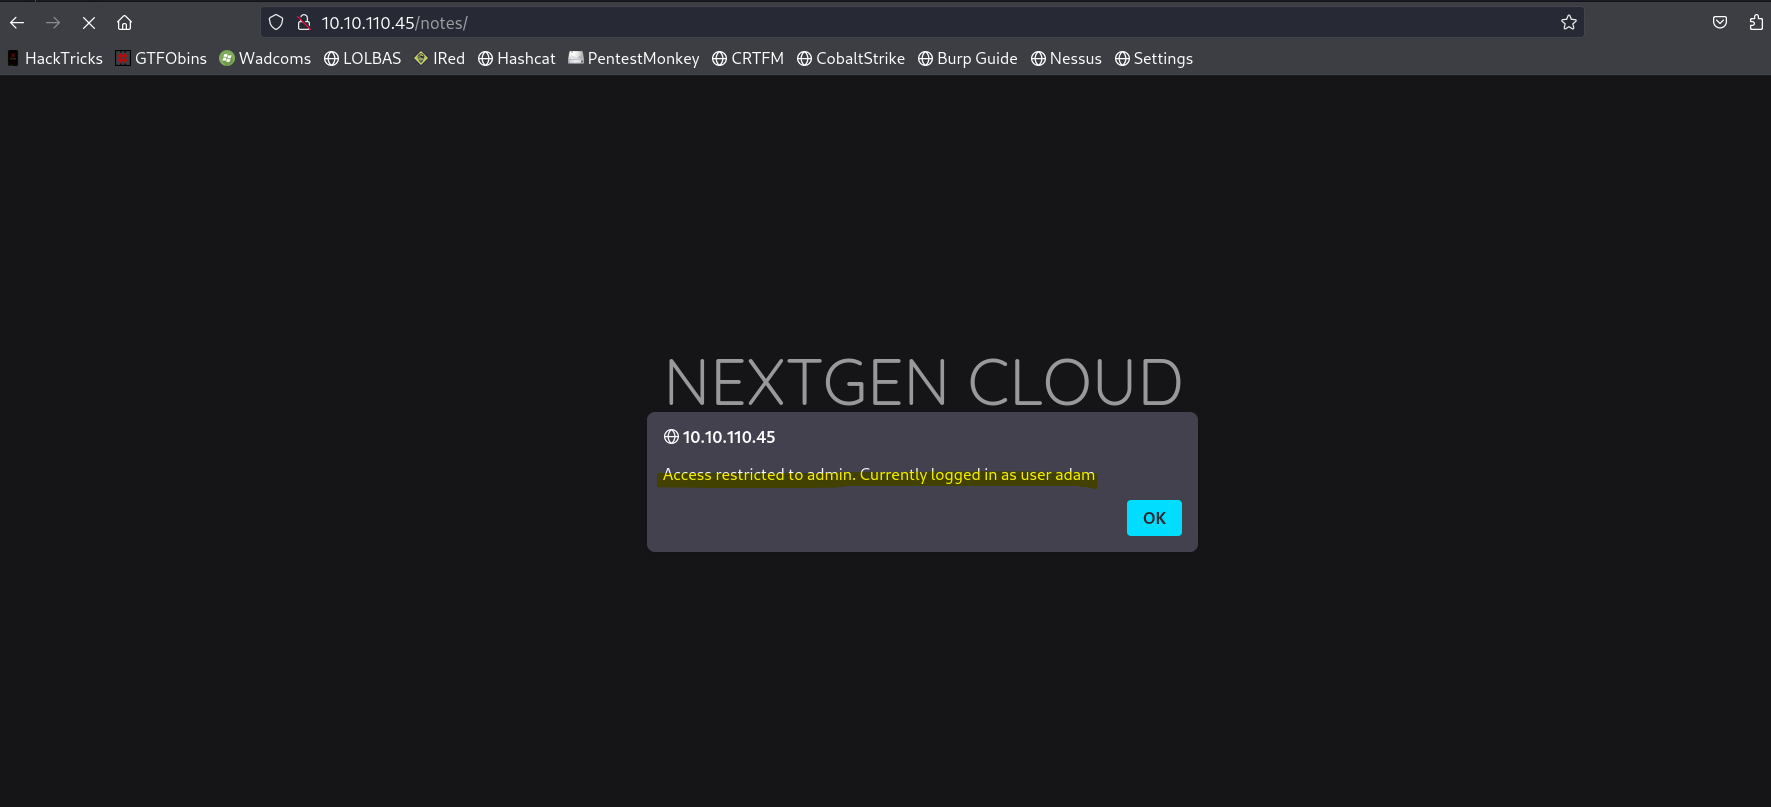 10.10.110.45/notes/
HackTricks GTFObins Wadcoms LOLBAS IRed Hashcat PentestMonkey CRTFM CobaltStrike Burp Guide Nessus Settings
NEXTGEN CLOUD
10.10.110.45
Access restricted to admin. Currently logged in as user adam
OK